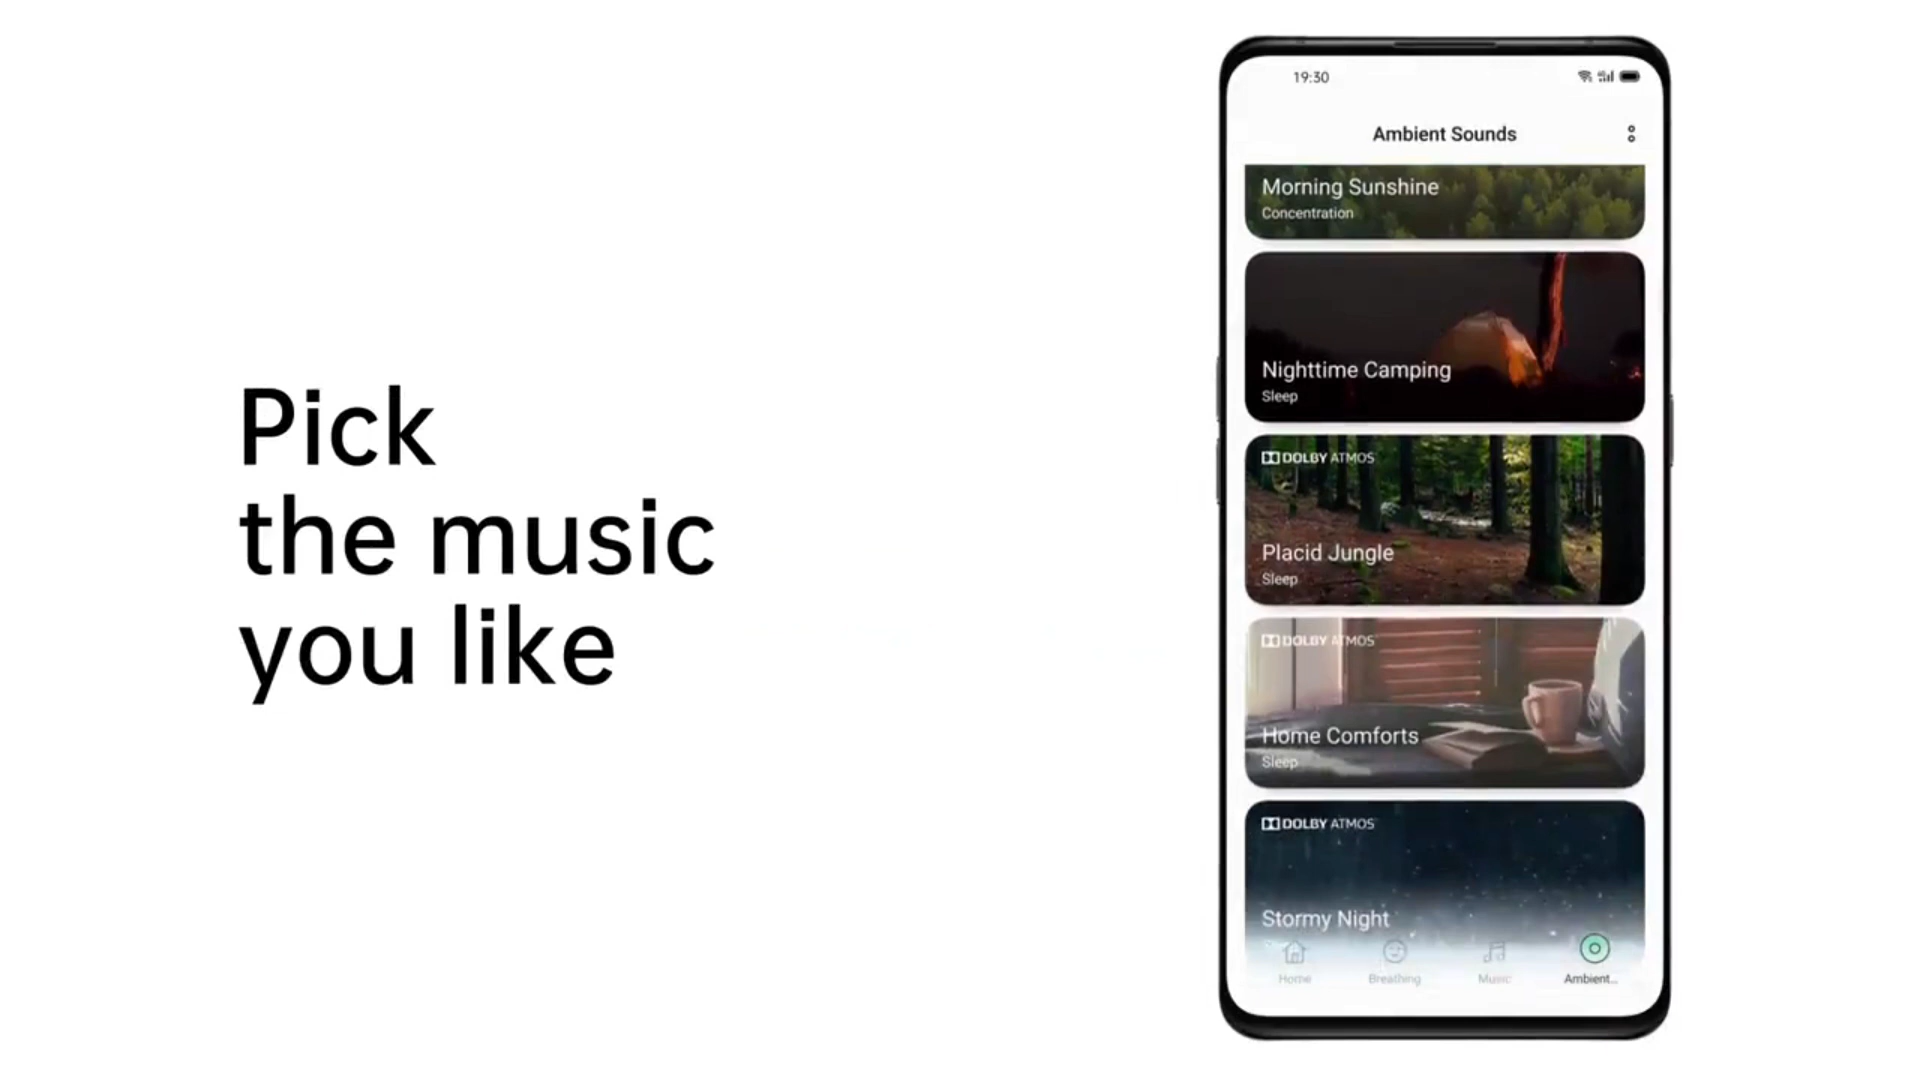 Pick
the music
you like
19:30
Ambient Sounds
Morning Sunshine
Concentration
Nighttime Camping
Sleep
DOLBY ATMOS
Placid Jungle
Sleep
DOLBY ATMOS
Home Comforts
Sleep
DOLBY ATMOS
Stormy Night
Home
Breathing
Music
Ambient...